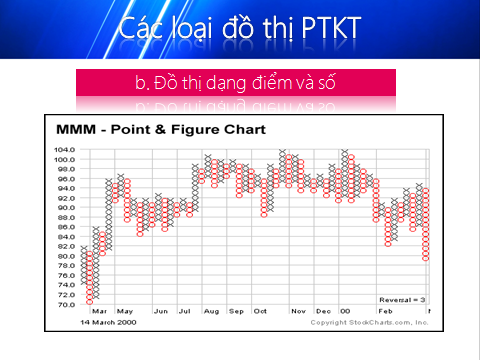 Các loại đồ thị PTKT
b. Đồ thị dạng điểm và số
MMM - Point & Figure Chart
104.0
100.0
98.0
96.0
94.0
92.0
90.0
88.0
86.0
84.0
82.0
80.0
78.0
76.0
74.0
72.0
70.0
Reversal = 3
Mar May Jun Jul Aug Sep Oct Nov Dec 00 Mar
14 March 2000 Copyright © StockCharts.com, Inc.